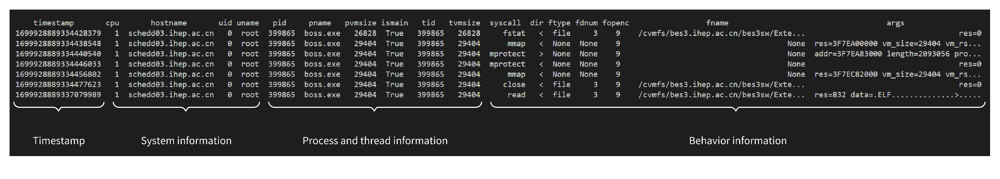 timestamp cpu hostname uid uname pid pname pvmsize ismain tid tvmsize syscall dir ftype fdnum fopenc fname args
1699928889334428379 1 schedd03.ihep.ac.cn 0 root 399865 boss.exe 26828 True 399865 26828 fstat < file 3 9 /cvmfs/bes3.ihep.ac.cn/bes3sw/Exte... res=0
1699928889334438548 1 schedd03.ihep.ac.cn 0 root 399865 boss.exe 29404 True 399865 29404 mmap < None None 9 None res=3F7EA00000 vm_size=29404 vm_rs...
1699928889334440540 1 schedd03.ihep.ac.cn 0 root 399865 boss.exe 29404 True 399865 29404 mprotect > None None 9 None addr=3F7EA83000 length=2093056 pro...
1699928889334446033 1 schedd03.ihep.ac.cn 0 root 399865 boss.exe 29404 True 399865 29404 mprotect < None None 9 None res=0
1699928889334456802 1 schedd03.ihep.ac.cn 0 root 399865 boss.exe 29404 True 399865 29404 mmap < None None 9 None res=3F7EC82000 vm_size=29404 vm_rs...
1699928889334477623 1 schedd03.ihep.ac.cn 0 root 399865 boss.exe 29404 True 399865 29404 close < file 3 9 /cvmfs/bes3.ihep.ac.cn/bes3sw/Exte... res=0
1699928889337079989 1 schedd03.ihep.ac.cn 0 root 399865 boss.exe 29404 True 399865 29404 read < file 3 9 /cvmfs/bes3.ihep.ac.cn/bes3sw/Exte... res=832 data=.ELF..............>.....
Timestamp System information Process and thread information Behavior information